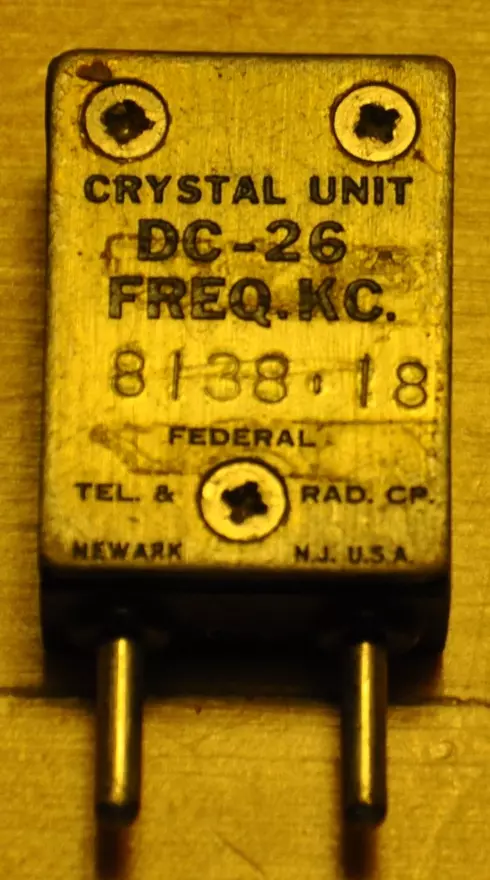 CRYSTAL UNIT
DC-26
FREQ.KC.
8138.18
FEDERAL
TEL. & RAD. CP.
NEWARK N.J. U.S.A.